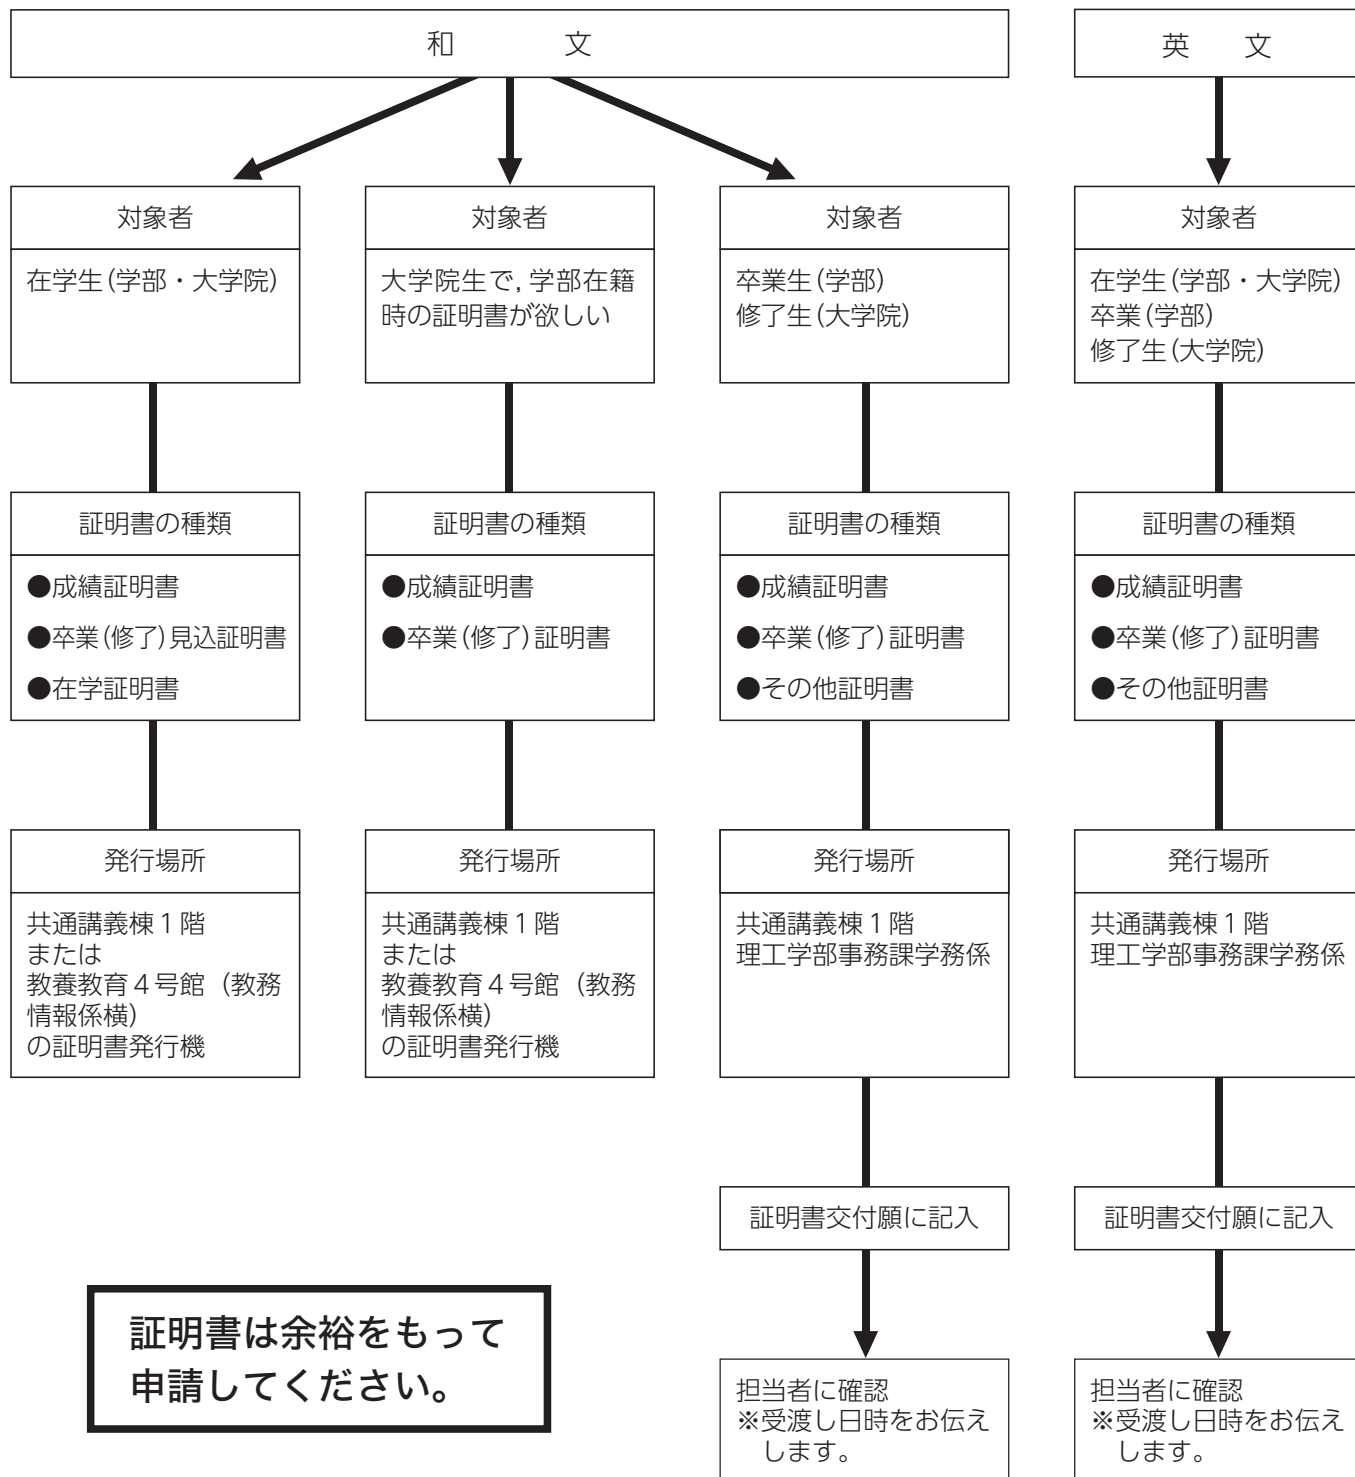 和　文
対象者
在学生(学部・大学院)
証明書の種類
●成績証明書
●卒業(修了)見込証明書
●在学証明書
発行場所
共通講義棟1階
または
教養教育4号館（教務
情報係横）
の証明書発行機
対象者
大学院生で,学部在籍
時の証明書が欲しい
証明書の種類
●成績証明書
●卒業(修了)証明書
発行場所
共通講義棟1階
または
教養教育4号館（教務
情報係横）
の証明書発行機
対象者
卒業生(学部)
修了生(大学院)
証明書の種類
●成績証明書
●卒業(修了)証明書
●その他証明書
発行場所
共通講義棟1階
理工学部事務課学務係
証明書交付願に記入
担当者に確認
※受渡し日時をお伝え
します。
英　文
対象者
在学生(学部・大学院)
卒業(学部)
修了生(大学院)
証明書の種類
●成績証明書
●卒業(修了)証明書
●その他証明書
発行場所
共通講義棟1階
理工学部事務課学務係
証明書交付願に記入
担当者に確認
※受渡し日時をお伝え
します。
証明書は余裕をもって
申請してください。